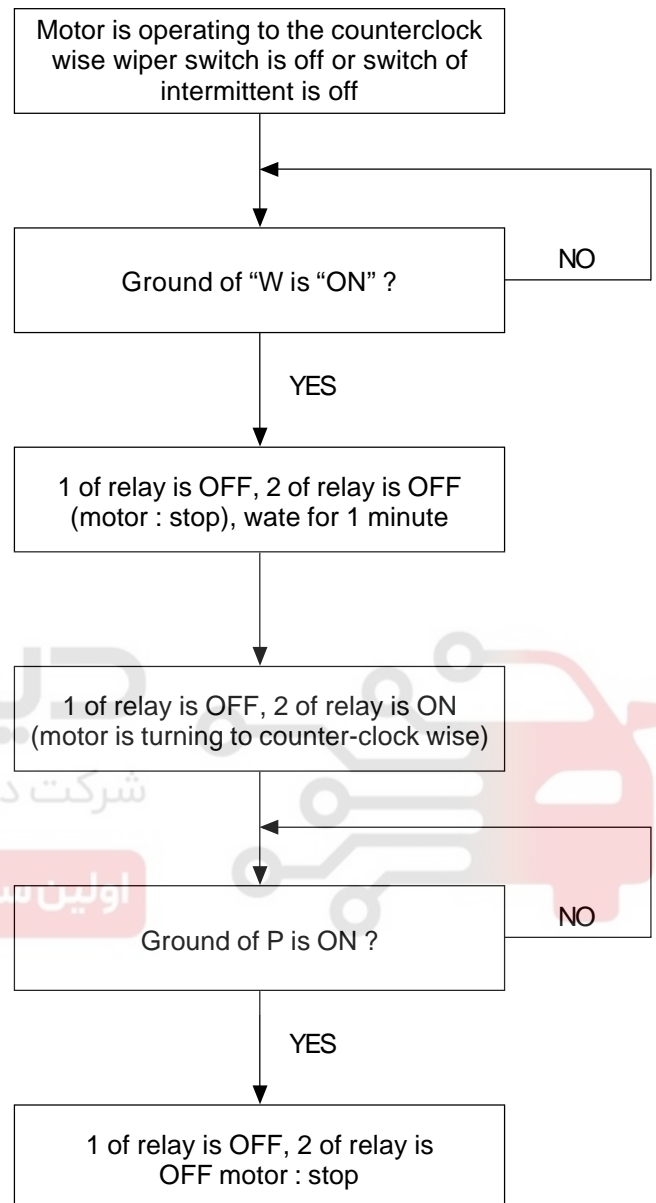 Motor is operating to the counterclock
wise wiper switch is off or switch of
intermittent is off
Ground of “W is “ON” ?
NO
YES
1 of relay is OFF, 2 of relay is OFF
(motor : stop), wate for 1 minute
1 of relay is OFF, 2 of relay is ON
(motor is turning to counter-clock wise)
شرکت د
اولین س
Ground of P is ON ?
NO
YES
1 of relay is OFF, 2 of relay is
OFF motor : stop